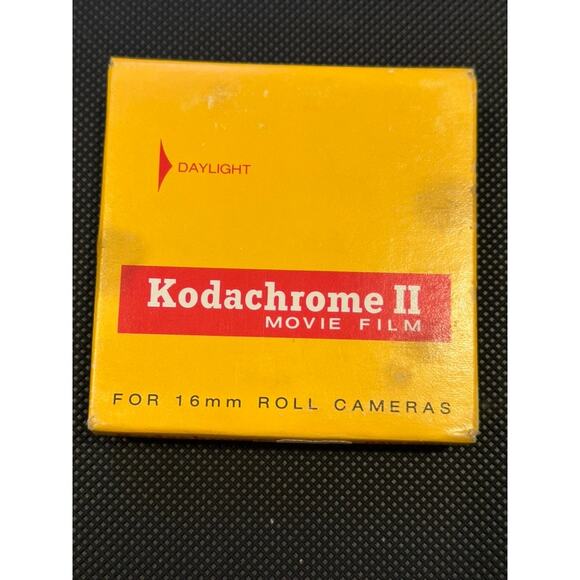 DAYLIGHT
Kodachrome II
MOVIE FILM
FOR 16mm ROLL CAMERAS